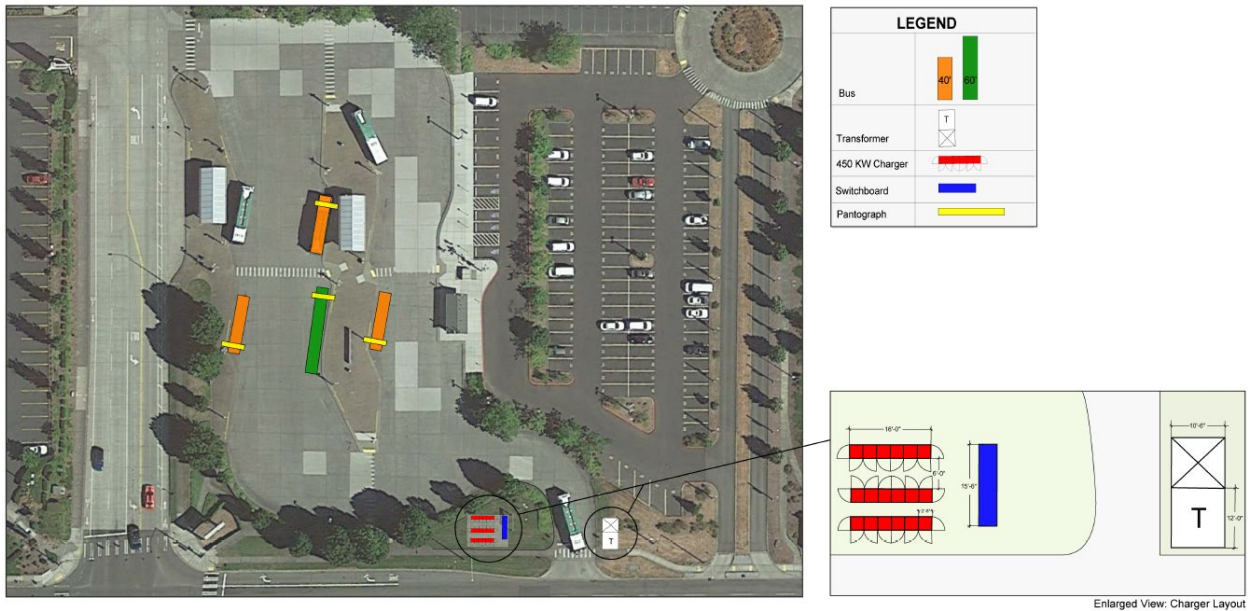 LEGEND
40'
60'
Bus
T
Transformer
450 KW Charger
Switchboard
Pantograph
T
16'-0"
6'-0"
2'-8"
15'-6"
10'-6"
12'-0"
T
Enlarged View: Charger Layout